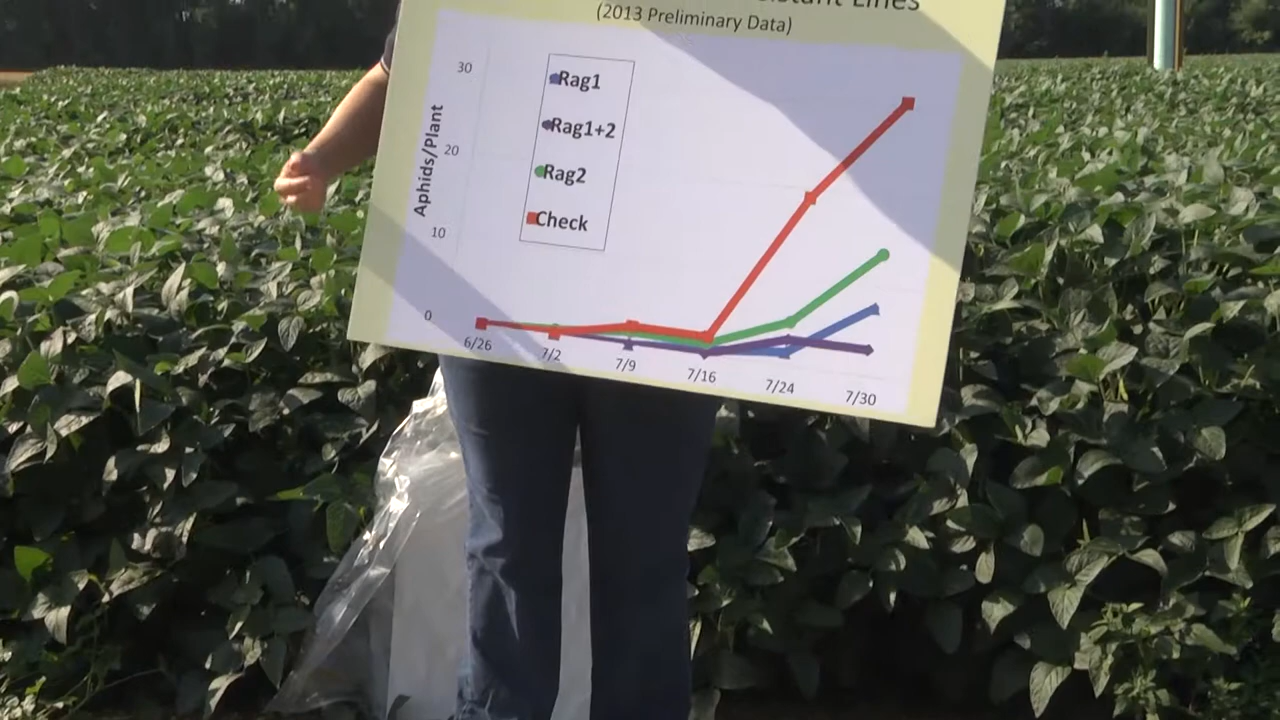 Lines
(2013 Preliminary Data)
Aphids/Plant
30
20
10
0
Rag1
Rag1+2
Rag2
Check
6/26
7/2
7/9
7/16
7/24
7/30